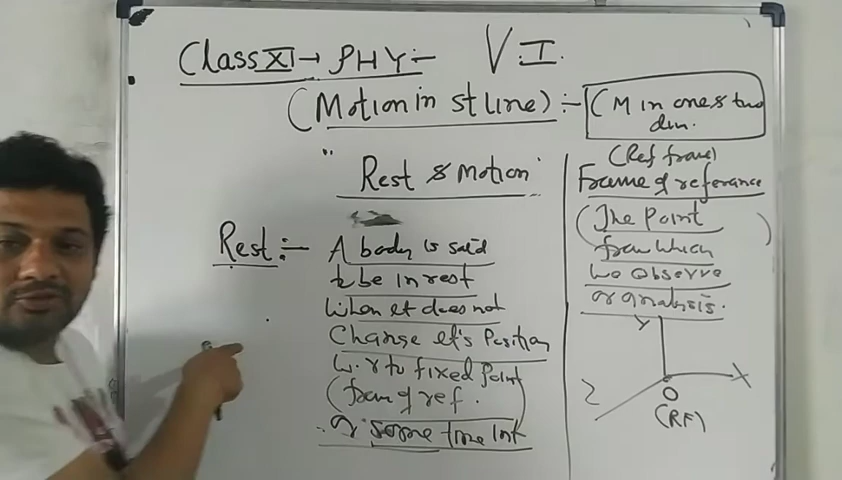 Class XI → PHY :- V.I.
(Motion in st line) :- (M in one & two
dim.
"Rest & Motion"
Rest :- A body is said
to be in rest
When it does not
Change it's Position
w.r to fixed point
(fram of ref.
or some time Int
(Ref frame)
Frame of reference
(The Point
from which
we observe
or analysis.
Y
X
Z
O
(RF)